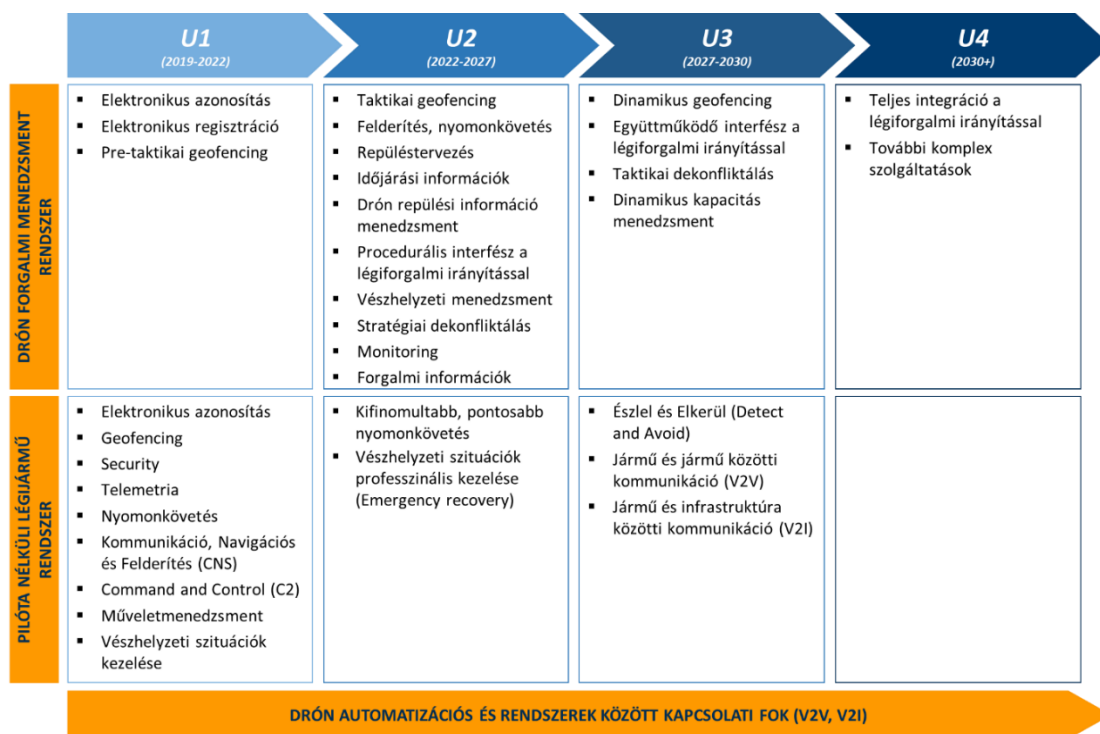 U1
(2019-2022)
U2
(2022-2027)
U3
(2027-2030)
U4
(2030+)
DRÓN FORGALMI MENEDZSMENT
RENDSZER
▪ Elektronikus azonosítás
▪ Elektronikus regisztráció
▪ Pre-taktikai geofencing
▪ Taktikai geofencing
▪ Felderítés, nyomonkövetés
▪ Repüléstervezés
▪ Időjárási információk
▪ Drón repülési információ
menedzsment
▪ Procedurális interfész a
légiforgalmi irányítással
▪ Vészhelyzeti menedzsment
▪ Stratégiai dekonfliktálás
▪ Monitoring
▪ Forgalmi információk
▪ Dinamikus geofencing
▪ Együttműködő interfész a
légiforgalmi irányítással
▪ Taktikai dekonfliktálás
▪ Dinamikus kapacitás
menedzsment
▪ Teljes integráció a
légiforgalmi irányítással
▪ További komplex
szolgáltatások
PILÓTA NÉLKÜLI LÉGIJÁRMŰ
RENDSZER
▪ Elektronikus azonosítás
▪ Geofencing
▪ Security
▪ Telemetria
▪ Nyomonkövetés
▪ Kommunikáció, Navigációs
és Felderítés (CNS)
▪ Command and Control (C2)
▪ Műveletmenedzsment
▪ Vészhelyzeti szituációk
kezelése
▪ Kifinomultabb, pontosabb
nyomonkövetés
▪ Vészhelyzeti szituációk
professzinális kezelése
(Emergency recovery)
▪ Észlel és Elkerül (Detect
and Avoid)
▪ Jármű és jármű közötti
kommunikáció (V2V)
▪ Jármű és infrastruktúra
közötti kommunikáció (V2I)
DRÓN AUTOMATIZÁCIÓS ÉS RENDSZEREK KÖZÖTT KAPCSOLATI FOK (V2V, V2I)